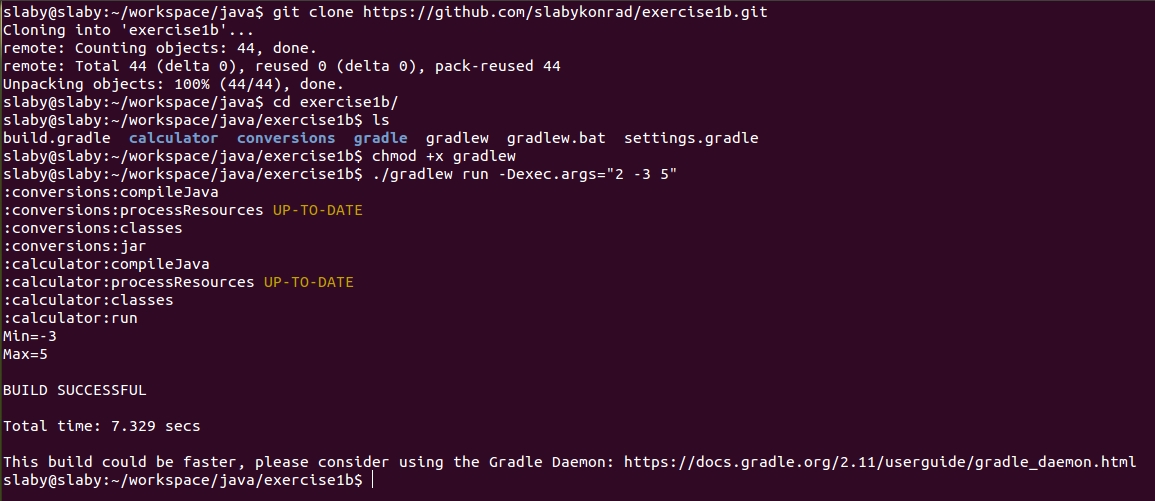 slaby@slaby:~/workspace/java$ git clone https://github.com/slabykonrad/exercise1b.git
Cloning into 'exercise1b'...
remote: Counting objects: 44, done.
remote: Total 44 (delta 0), reused 0 (delta 0), pack-reused 44
Unpacking objects: 100% (44/44), done.
slaby@slaby:~/workspace/java$ cd exercise1b/
slaby@slaby:~/workspace/java/exercise1b$ ls
build.gradle  calculator  conversions  gradle  gradlew  gradlew.bat  settings.gradle
slaby@slaby:~/workspace/java/exercise1b$ chmod +x gradlew
slaby@slaby:~/workspace/java/exercise1b$ ./gradlew run -Dexec.args="2 -3 5"
:conversions:compileJava
:conversions:processResources UP-TO-DATE
:conversions:classes
:conversions:jar
:calculator:compileJava
:calculator:processResources UP-TO-DATE
:calculator:classes
:calculator:run
Min=-3
Max=5
BUILD SUCCESSFUL
Total time: 7.329 secs
This build could be faster, please consider using the Gradle Daemon: https://docs.gradle.org/2.11/userguide/gradle_daemon.html
slaby@slaby:~/workspace/java/exercise1b$